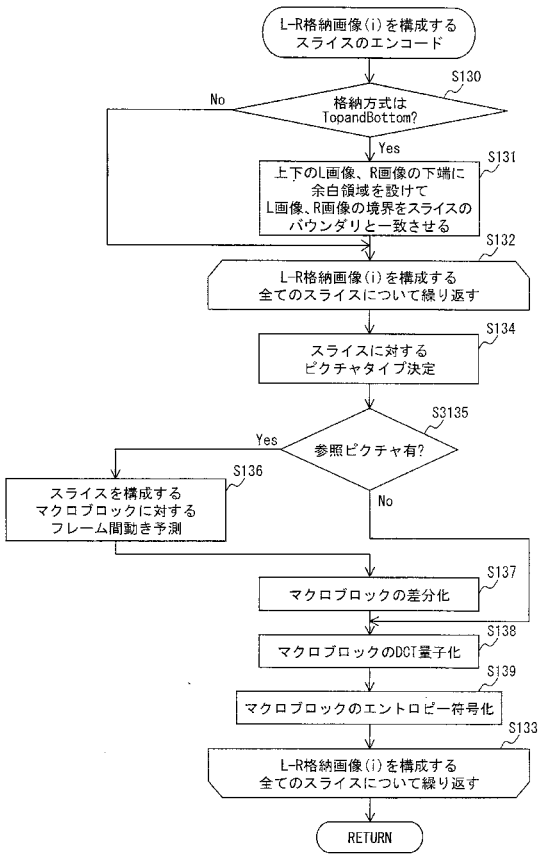 L-R格納画像(i)を構成する
スライスのエンコード
S130
格納方式は
TopandBottom?
No
Yes
S131
上下のL画像、R画像の下端に
余白領域を設けて
L画像、R画像の境界をスライスの
バウンダリと一致させる
S132
L-R格納画像(i)を構成する
全てのスライスについて繰り返す
S134
スライスに対する
ピクチャタイプ決定
S3135
参照ピクチャ有?
Yes
No
S136
スライスを構成する
マクロブロックに対する
フレーム間動き予測
S137
マクロブロックの差分化
S138
マクロブロックのDCT量子化
S139
マクロブロックのエントロピー符号化
S133
L-R格納画像(i)を構成する
全てのスライスについて繰り返す
RETURN